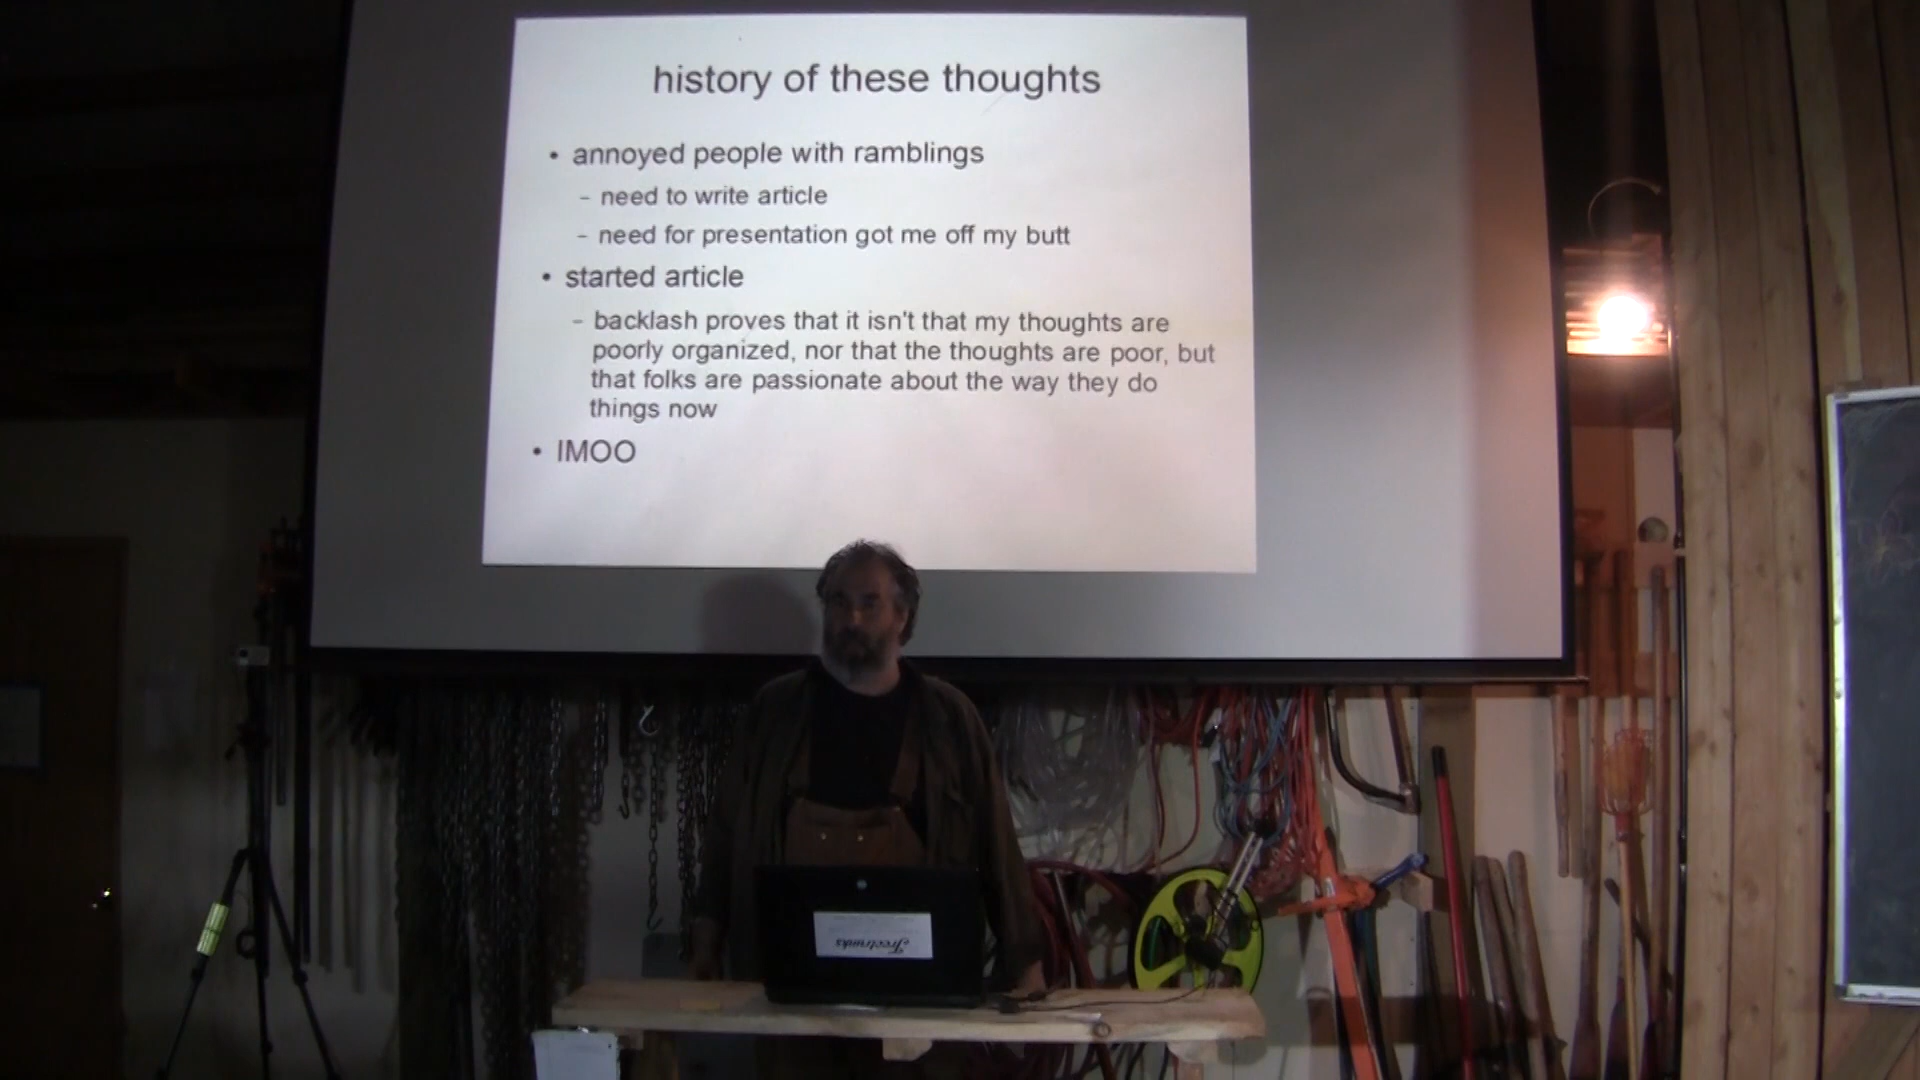 history of these thoughts
• annoyed people with ramblings
– need to write article
– need for presentation got me off my butt
• started article
– backlash proves that it isn't that my thoughts are
poorly organized, nor that the thoughts are poor, but
that folks are passionate about the way they do
things now
• IMOO